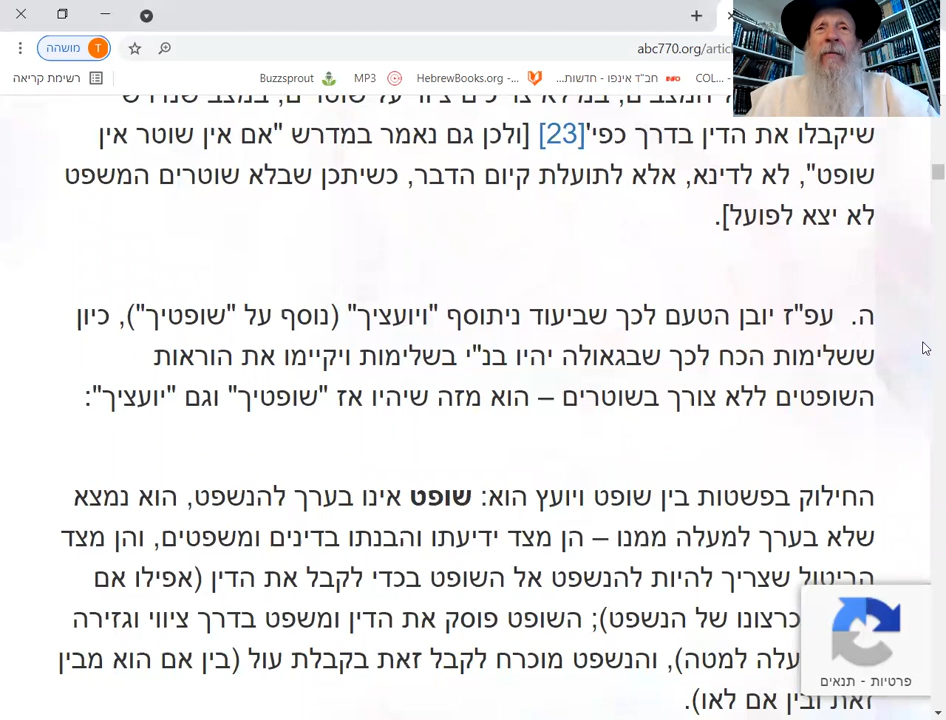 מושהה
T
abc770.org/artic
רשימת קריאה
Buzzsprout
MP3
HebrewBooks.org -...
חב"ד אינפו - חדשות...
INFO
COL...
שיקבלו את הדין בדרך כפי'[23] [ולכן גם נאמר במדרש "אם אין שוטר אין
שופט", לא לדינא, אלא לתועלת קיום הדבר, כשיתכן שבלא שוטרים המשפט
לא יצא לפועל].
ה. עפ"ז יובן הטעם לכך שביעוד ניתוסף "ויועציך" (נוסף על "שופטיך"), כיון
ששלימות הכח לכך שבגאולה יהיו בנ"י בשלימות ויקיימו את הוראות
השופטים ללא צורך בשוטרים – הוא מזה שיהיו אז "שופטיך" וגם "יועציך":
החילוק בפשטות בין שופט ויועץ הוא: שופט אינו בערך להנשפט, הוא נמצא
שלא בערך למעלה ממנו – הן מצד ידיעתו והבנתו בדינים ומשפטים, והן מצד
הביטול שצריך להיות להנשפט אל השופט בכדי לקבל את הדין (אפילו אם
כרצונו של הנשפט); השופט פוסק את הדין ומשפט בדרך ציווי וגזירה
עלה למטה), והנשפט מוכרח לקבל זאת בקבלת עול (בין אם הוא מבין
זאת ובין אם לאו).
פרטיות - תנאים